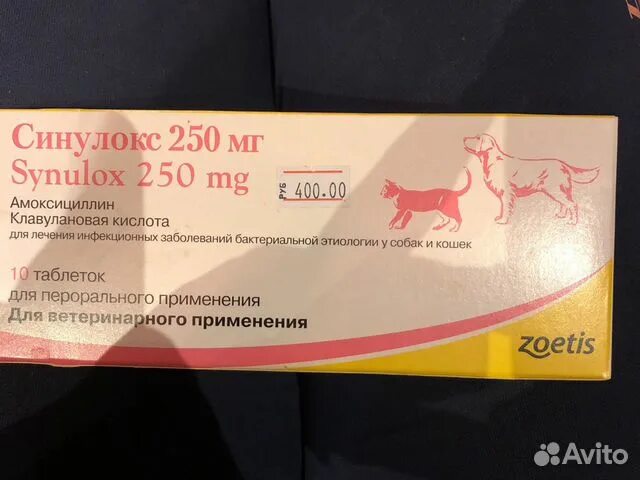 Синулокс 250 мг
Synulox 250 mg
РУБ 400.00
Амоксициллин
Клавулановая кислота
для лечения инфекционных заболеваний бактериальной этиологии у собак и кошек
10 таблеток
для перорального применения
Для ветеринарного применения
zoetis
Avito